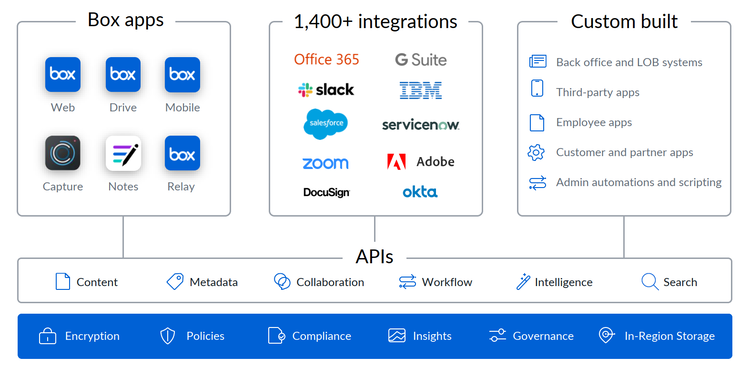 Box apps
box
box
box
Web
Drive
Mobile
box
Capture
Notes
Relay
1,400+ integrations
Office 365
G Suite
slack
IBM
salesforce
servicenow
zoom
Adobe
DocuSign
okta
Custom built
Back office and LOB systems
Third-party apps
Employee apps
Customer and partner apps
Admin automations and scripting
APIs
Content
Metadata
Collaboration
Workflow
Intelligence
Search
Encryption
Policies
Compliance
Insights
Governance
In-Region Storage